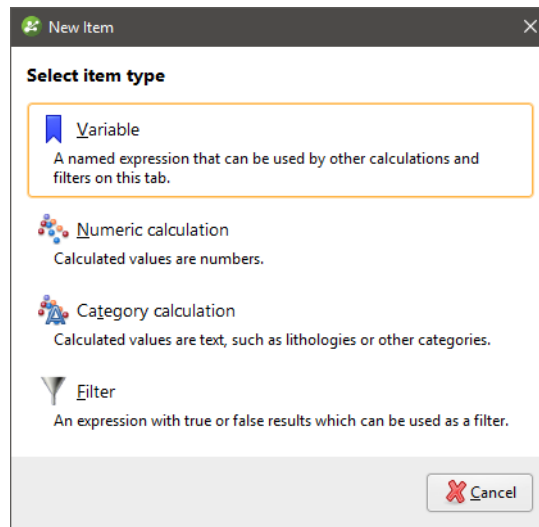 New Item
Select item type
Variable
A named expression that can be used by other calculations and
filters on this tab.
Numeric calculation
Calculated values are numbers.
Category calculation
Calculated values are text, such as lithologies or other categories.
Filter
An expression with true or false results which can be used as a filter.
Cancel